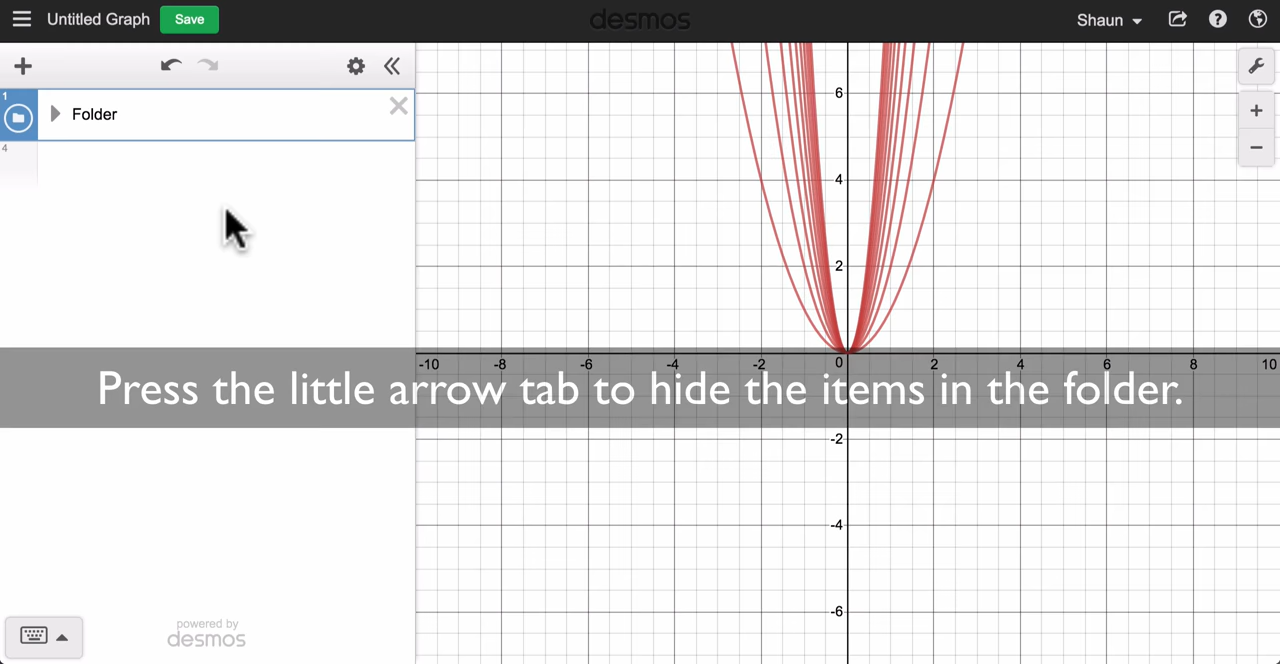 Untitled Graph Save desmos Shaun
1
Folder
4
6
4
2
-10 -8 -6 -4 -2 0 2 4 6 8 10
Press the little arrow tab to hide the items in the folder.
-2
-4
-6
powered by
desmos